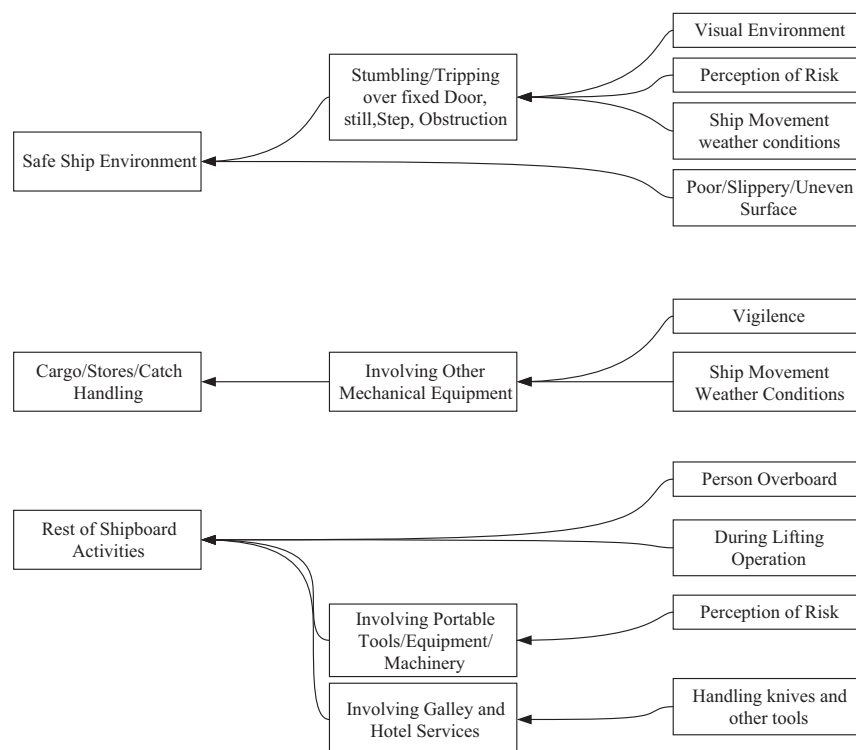 Visual Environment
Stumbling/Tripping
over fixed Door,
still,Step, Obstruction
Perception of Risk
Ship Movement
weather conditions
Safe Ship Environment
Poor/Slippery/Uneven
Surface
Vigilence
Cargo/Stores/Catch
Handling
Involving Other
Mechanical Equipment
Ship Movement
Weather Conditions
Person Overboard
Rest of Shipboard
Activities
During Lifting
Operation
Involving Portable
Tools/Equipment/
Machinery
Perception of Risk
Involving Galley and
Hotel Services
Handling knives and
other tools